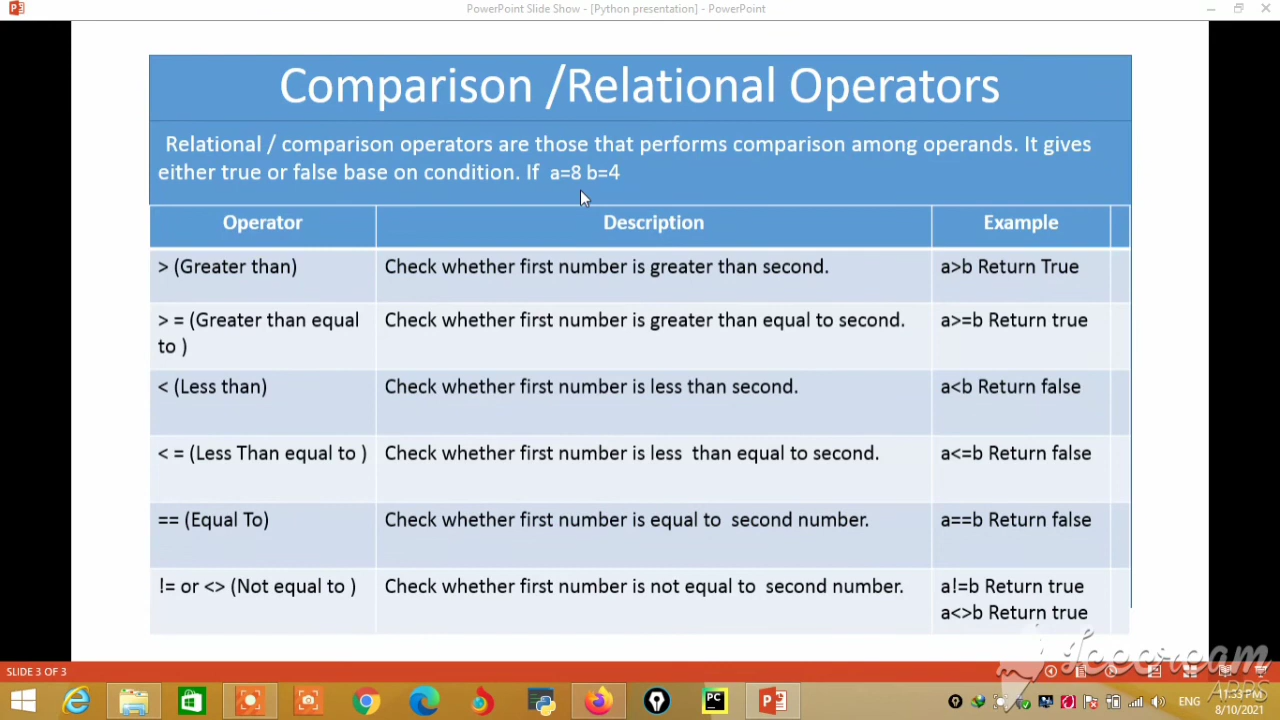 PowerPoint Slide Show - [Python presentation] - PowerPoint
Comparison /Relational Operators
Relational / comparison operators are those that performs comparison among operands. It gives
either true or false base on condition. If a=8 b=4
Operator Description Example
> (Greater than) Check whether first number is greater than second. a>b Return True
> = (Greater than equal Check whether first number is greater than equal to second. a>=b Return true
to )
< (Less than) Check whether first number is less than second. a<b Return false
< = (Less Than equal to ) Check whether first number is less than equal to second. a<=b Return false
== (Equal To) Check whether first number is equal to second number. a==b Return false
!= or <> (Not equal to ) Check whether first number is not equal to second number. a!=b Return true
a<>b Return true
SLIDE 3 OF 3
PC
ENG
11:33 PM
8/10/2021
APPS